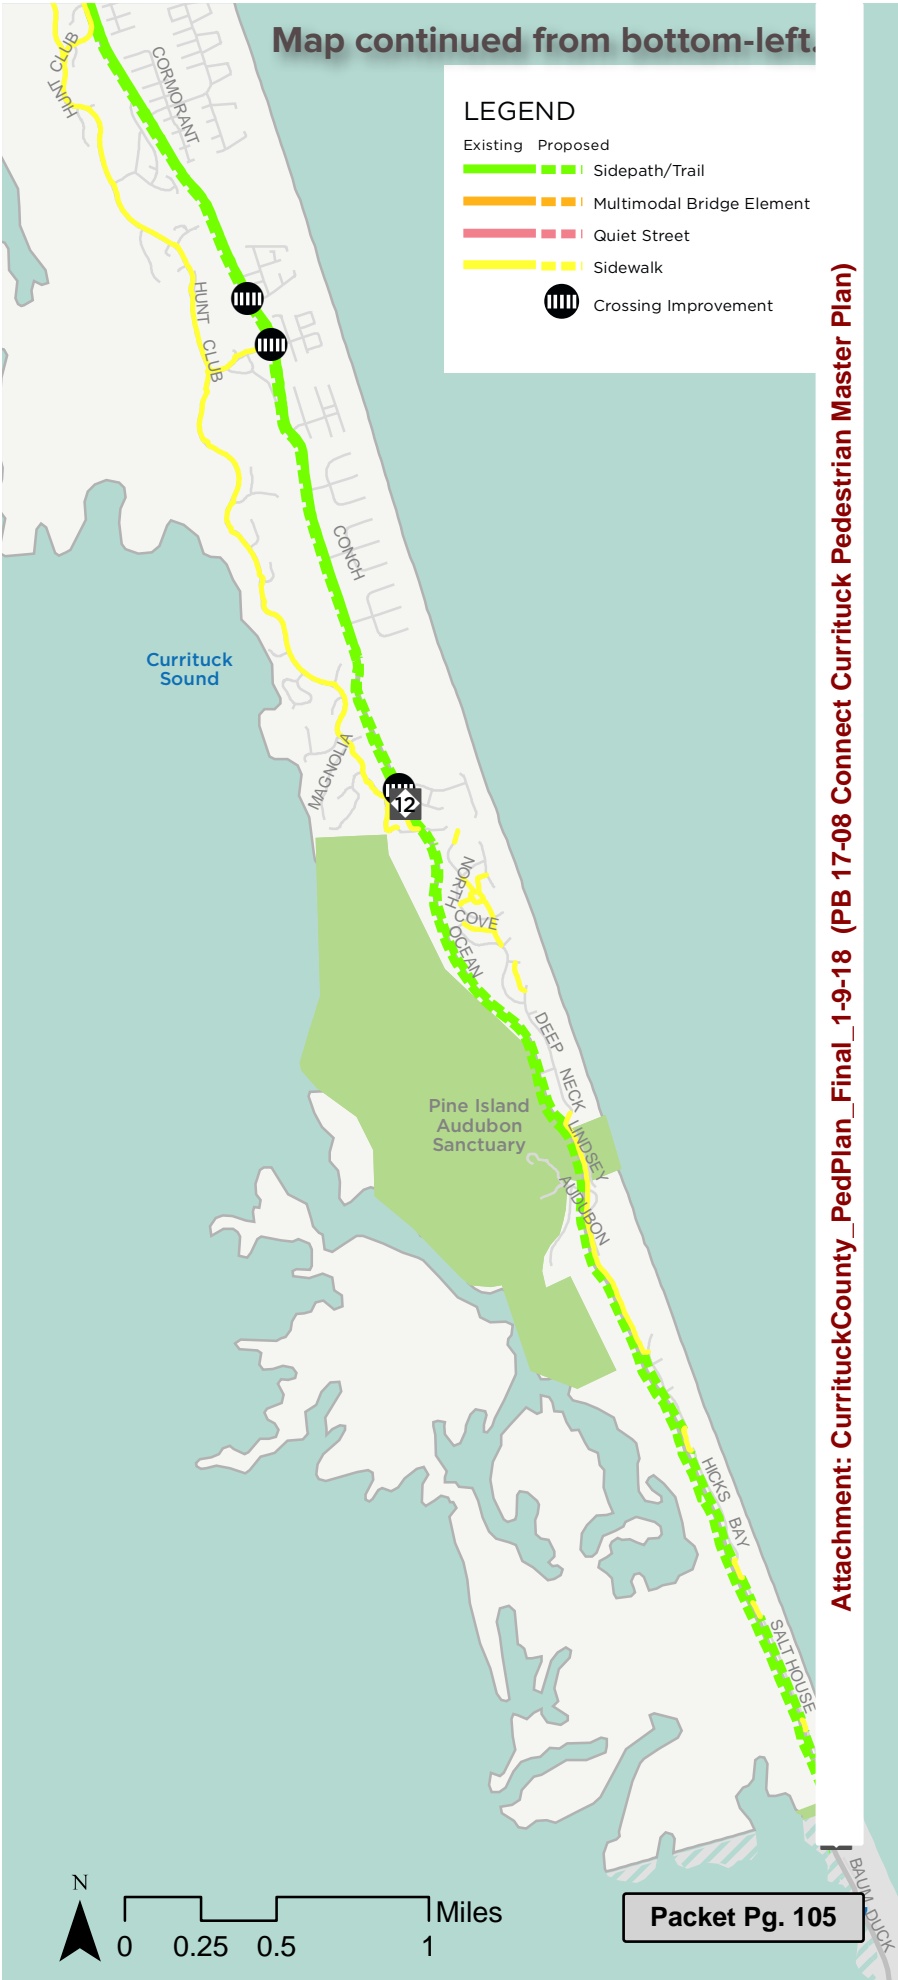 Map continued from bottom-left.
LEGEND
Existing Proposed
Sidepath/Trail
Multimodal Bridge Element
Quiet Street
Sidewalk
Crossing Improvement
HUNT CLUB
CORMORANT
HUNT CLUB
CONCH
Currituck
Sound
MAGNOLIA
12
NORTH
COVE
OCEAN
DEEP NECK
Pine Island
Audubon
Sanctuary
LINDSEY
AUDUBON
HICKS BAY
SALT HOUSE
BAUM DUCK
Attachment: CurrituckCounty_PedPlan_Final_1-9-18 (PB 17-08 Connect Currituck Pedestrian Master Plan)
N
Miles
0 0.25 0.5 1
Packet Pg. 105